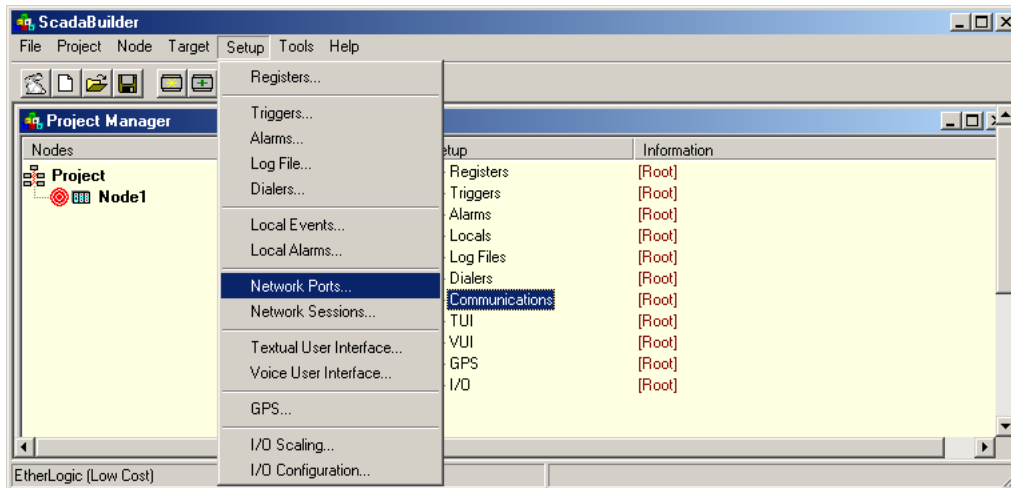 ScadaBuilder
File Project Node Target Setup Tools Help
Project Manager
Nodes
Project
Node1
Registers...
Triggers...
Alarms...
Log File...
Dialers...
Local Events...
Local Alarms...
Network Ports...
Network Sessions...
Textual User Interface...
Voice User Interface...
GPS...
I/O Scaling...
I/O Configuration...
etup Information
Registers [Root]
Triggers [Root]
Alarms [Root]
Locals [Root]
Log Files [Root]
Dialers [Root]
Communications [Root]
TUI [Root]
VUI [Root]
GPS [Root]
I/O [Root]
EtherLogic (Low Cost)